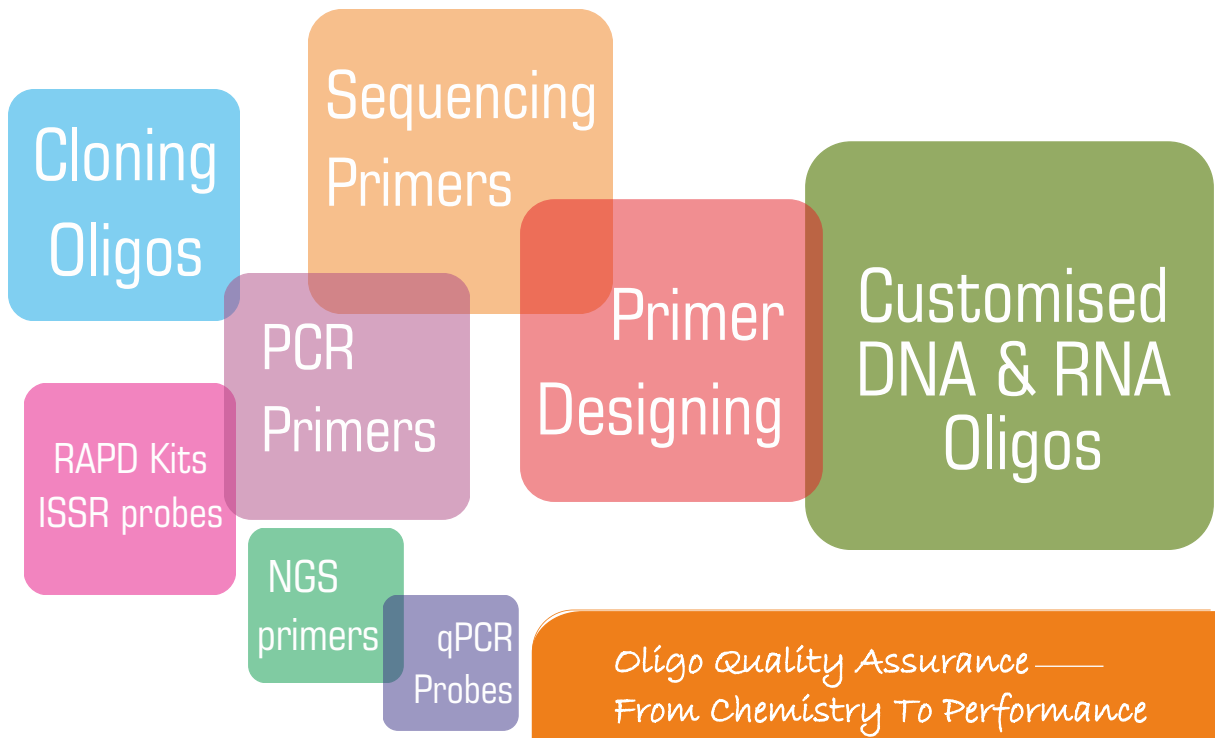 Sequencing
Primers
Cloning
Oligos
PCR
Primers
Primer
Designing
Customised
DNA & RNA
Oligos
RAPD Kits
ISSR probes
NGS
primers
qPCR
Probes
Oligo Quality Assurance
From Chemistry To Performance